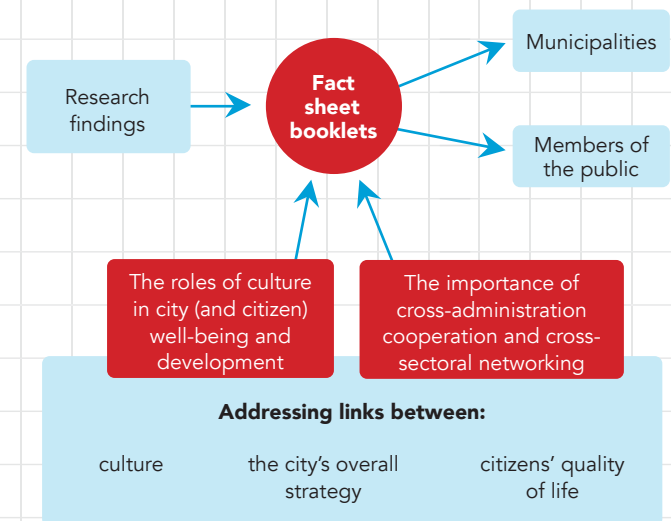 Research
findings
Fact
sheet
booklets
Municipalities
Members of
the public
The roles of culture
in city (and citizen)
well-being and
development
The importance of
cross-administration
cooperation and cross-
sectoral networking
Addressing links between:
culture
the city's overall
strategy
citizens' quality
of life